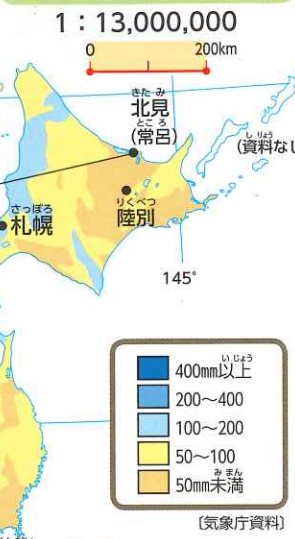 1：13,000,000
0 200km
きたみ
北見
ところ
(常呂)
しりょう
(資料なし
りくべつ
陸別
さっぽろ
札幌
145°
いじょう
400mm以上
200～400
100～200
50～100
みまん
50mm未満
〔気象庁資料〕